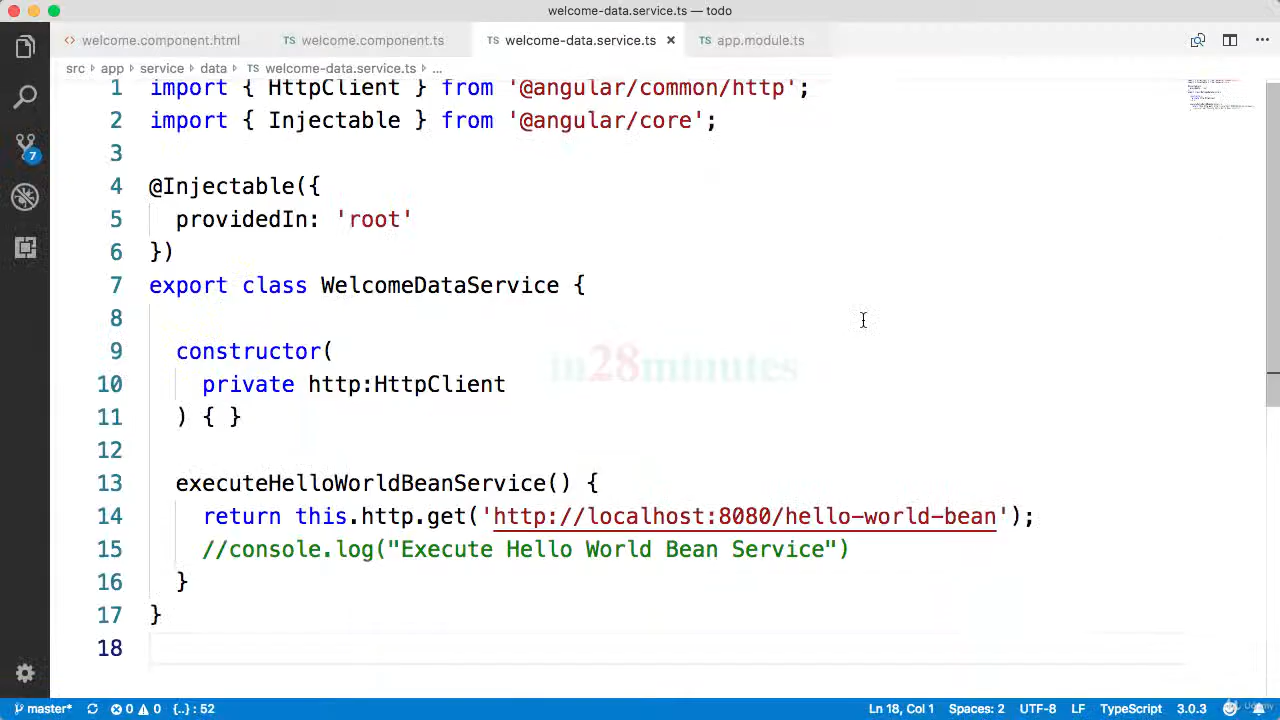 welcome-data.service.ts — todo
<> welcome.component.html TS welcome.component.ts TS welcome-data.service.ts × TS app.module.ts
src › app › service › data › TS welcome-data.service.ts › ...
1 import { HttpClient } from '@angular/common/http';
2 import { Injectable } from '@angular/core';
3
4 @Injectable({
5 providedIn: 'root'
6 })
7 export class WelcomeDataService {
8
9 constructor(
10 private http:HttpClient
11 ) { }
12
13 executeHelloWorldBeanService() {
14 return this.http.get('http://localhost:8080/hello-world-bean');
15 //console.log("Execute Hello World Bean Service")
16 }
17 }
18
in28minutes
7
master* 0 0 {..} : 52 Ln 18, Col 1 Spaces: 2 UTF-8 LF TypeScript 3.0.3
Udemy